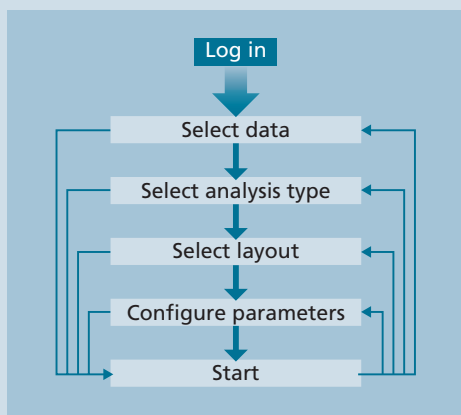 Log in
Select data
Select analysis type
Select layout
Configure parameters
Start